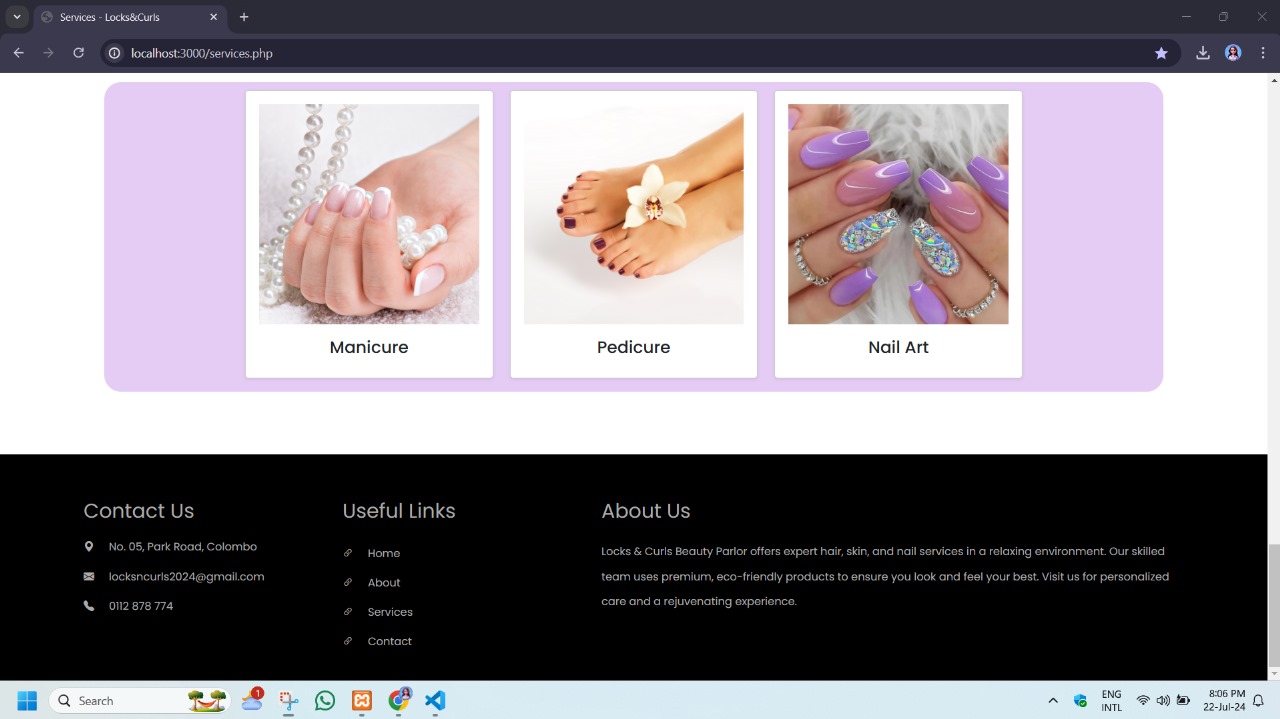 Services - Locks&Curls
localhost:3000/services.php
Manicure
Pedicure
Nail Art
Contact Us
No. 05, Park Road, Colombo
locksncurls2024@gmail.com
0112 878 774
Useful Links
Home
About
Services
Contact
About Us
Locks & Curls Beauty Parlor offers expert hair, skin, and nail services in a relaxing environment. Our skilled
team uses premium, eco-friendly products to ensure you look and feel your best. Visit us for personalized
care and a rejuvenating experience.
Search
1
ENG
INTL
8:06 PM
22-Jul-24